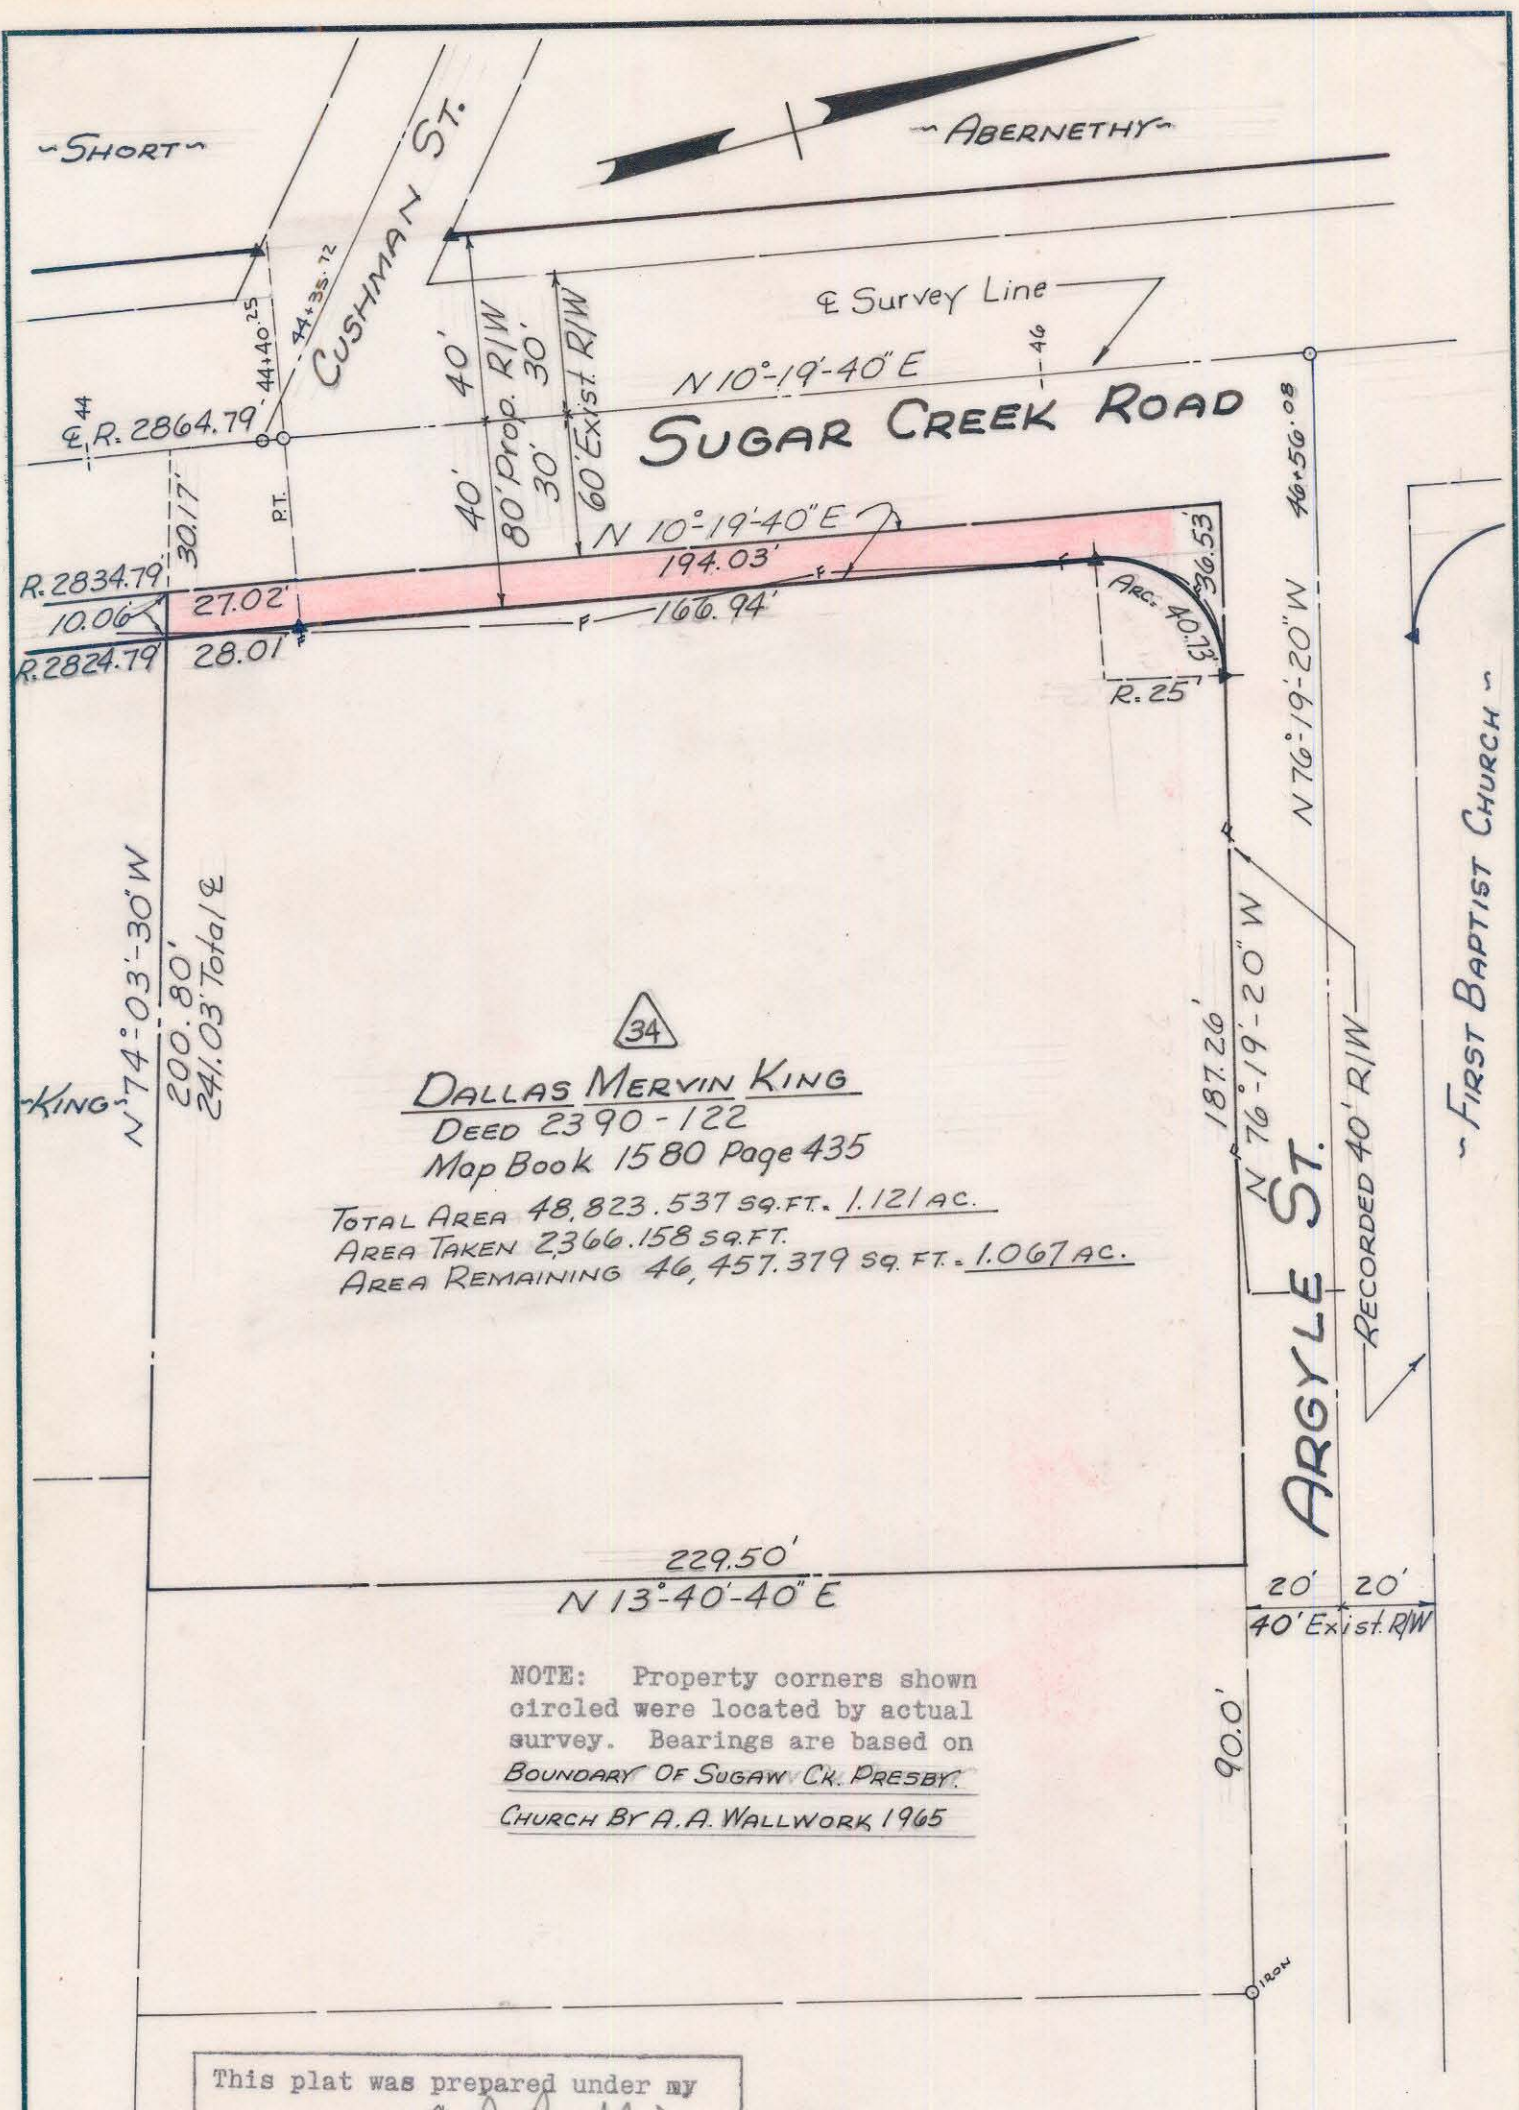 ~SHORT~
~ABERNETHY~
CUSHMAN ST.
44+40.25
44+35.72
℄ Survey Line
40'
80' Prop. R/W
40'
30'
60' Exist. R/W
30'
N 10°-19'-40" E
46
SUGAR CREEK ROAD
46+56.08
44
℄ R. 2864.79
P.T.
30.17'
N 10°-19'-40" E
194.03'
36.53'
R. 2834.79
10.06
27.02'
166.94'
ARC. 40.73'
R. 2824.79
28.01'
F
F
F
F
R. 25'
N 76°-19'-20" W
~FIRST BAPTIST CHURCH~
F
F
N 74°-03'-30" W
200.80'
241.03' Total ℄
~KING~
187.26'
N 76°-19'-20" W
ARGYLE ST.
RECORDED 40' R/W
34
DALLAS MERVIN KING
DEED 2390-122
Map Book 1580 Page 435
TOTAL AREA 48,823.537 SQ.FT. 1.121 AC.
AREA TAKEN 2,366.158 SQ.FT.
AREA REMAINING 46,457.379 SQ. FT. 1.067 AC.
229.50'
N 13°-40'-40" E
20' 20'
40' Exist. R/W
NOTE: Property corners shown
circled were located by actual
survey. Bearings are based on
BOUNDARY OF SUGAW CK. PRESBY.
CHURCH BY A.A. WALLWORK 1965
90.0'
IRON
This plat was prepared under my